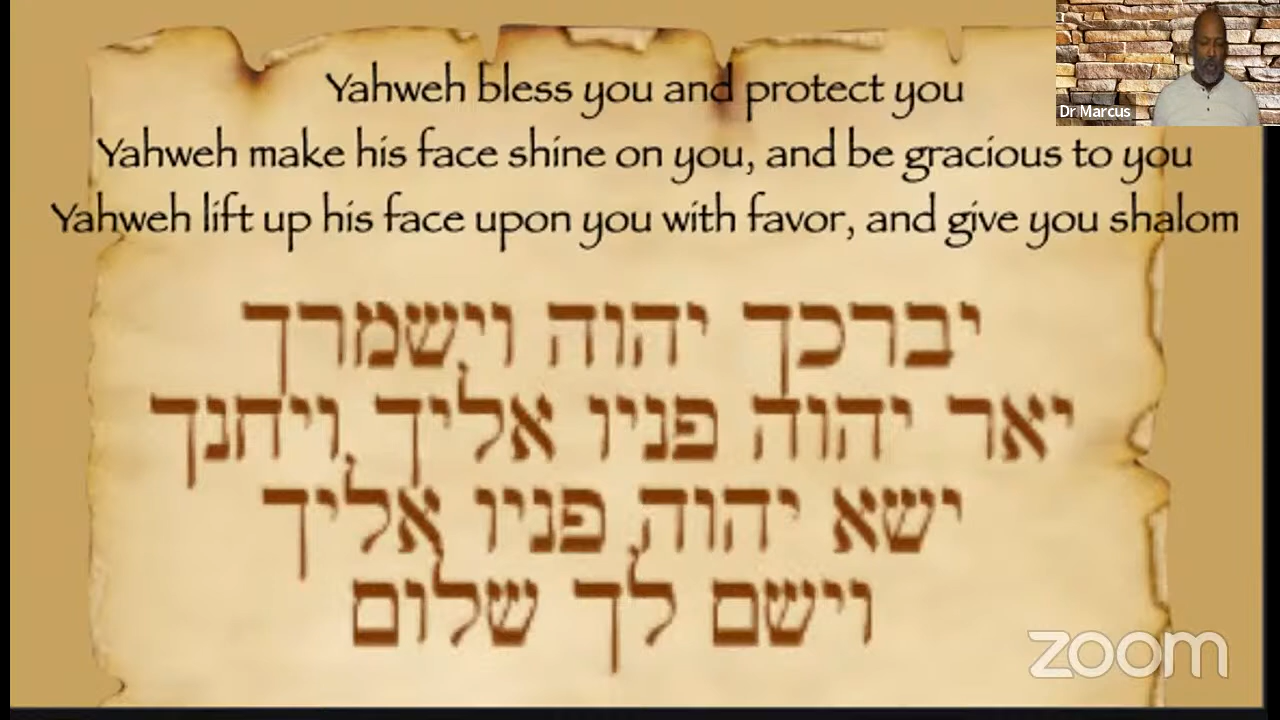 Yahweh bless you and protect you
Yahweh make his face shine on you, and be gracious to you
Yahweh lift up his face upon you with favor, and give you shalom
יברכך יהוה וישמרך
יאר יהוה פניו אליך ויחנך
ישא יהוה פניו אליך
וישם לך שלום
Dr Marcus
zoom